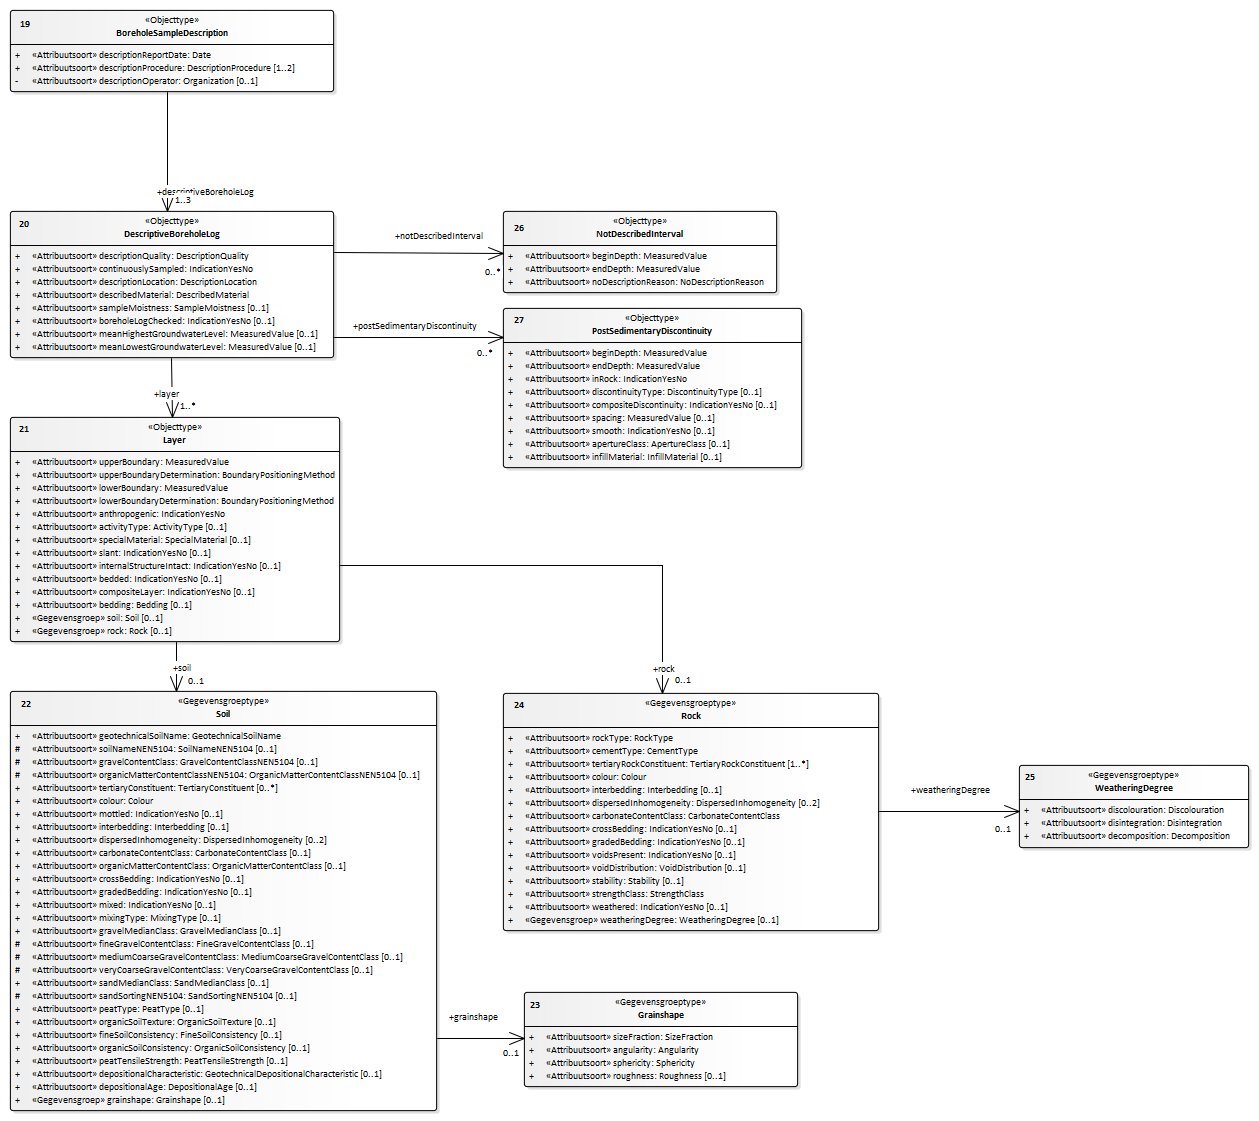 19
«Objecttype»
BoreholeSampleDescription
+ «Attribuutsoort» descriptionReportDate: Date
+ «Attribuutsoort» descriptionProcedure: DescriptionProcedure [1..2]
- «Attribuutsoort» descriptionOperator: Organization [0..1]
+descriptiveBoreholeLog
1..3
20
«Objecttype»
DescriptiveBoreholeLog
+ «Attribuutsoort» descriptionQuality: DescriptionQuality
+ «Attribuutsoort» continuouslySampled: IndicationYesNo
+ «Attribuutsoort» descriptionLocation: DescriptionLocation
+ «Attribuutsoort» describedMaterial: DescribedMaterial
+ «Attribuutsoort» sampleMoistness: SampleMoistness [0..1]
+ «Attribuutsoort» boreholeLogChecked: IndicationYesNo [0..1]
+ «Attribuutsoort» meanHighestGroundwaterLevel: MeasuredValue [0..1]
+ «Attribuutsoort» meanLowestGroundwaterLevel: MeasuredValue [0..1]
+notDescribedInterval
0..*
26
«Objecttype»
NotDescribedInterval
+ «Attribuutsoort» beginDepth: MeasuredValue
+ «Attribuutsoort» endDepth: MeasuredValue
+ «Attribuutsoort» noDescriptionReason: NoDescriptionReason
+postSedimentaryDiscontinuity
0..*
27
«Objecttype»
PostSedimentaryDiscontinuity
+ «Attribuutsoort» beginDepth: MeasuredValue
+ «Attribuutsoort» endDepth: MeasuredValue
+ «Attribuutsoort» inRock: IndicationYesNo
+ «Attribuutsoort» discontinuityType: DiscontinuityType [0..1]
+ «Attribuutsoort» compositeDiscontinuity: IndicationYesNo [0..1]
+ «Attribuutsoort» spacing: MeasuredValue [0..1]
+ «Attribuutsoort» smooth: IndicationYesNo [0..1]
+ «Attribuutsoort» apertureClass: ApertureClass [0..1]
+ «Attribuutsoort» infillMaterial: InfillMaterial [0..1]
+layer
1..*
21
«Objecttype»
Layer
+ «Attribuutsoort» upperBoundary: MeasuredValue
+ «Attribuutsoort» upperBoundaryDetermination: BoundaryPositioningMethod
+ «Attribuutsoort» lowerBoundary: MeasuredValue
+ «Attribuutsoort» lowerBoundaryDetermination: BoundaryPositioningMethod
+ «Attribuutsoort» anthropogenic: IndicationYesNo
+ «Attribuutsoort» activityType: ActivityType [0..1]
+ «Attribuutsoort» specialMaterial: SpecialMaterial [0..1]
+ «Attribuutsoort» slant: IndicationYesNo [0..1]
+ «Attribuutsoort» internalStructureIntact: IndicationYesNo [0..1]
+ «Attribuutsoort» bedded: IndicationYesNo [0..1]
+ «Attribuutsoort» compositeLayer: IndicationYesNo [0..1]
+ «Attribuutsoort» bedding: Bedding [0..1]
+ «Gegevensgroep» soil: Soil [0..1]
+ «Gegevensgroep» rock: Rock [0..1]
+soil
0..1
+rock
0..1
22
«Gegevensgroeptype»
Soil
+ «Attribuutsoort» geotechnicalSoilName: GeotechnicalSoilName
# «Attribuutsoort» soilNameNEN5104: SoilNameNEN5104 [0..1]
# «Attribuutsoort» gravelContentClass: GravelContentClassNEN5104 [0..1]
# «Attribuutsoort» organicMatterContentClassNEN5104: OrganicMatterContentClassNEN5104 [0..1]
+ «Attribuutsoort» tertiaryConstituent: TertiaryConstituent [0..*]
+ «Attribuutsoort» colour: Colour
+ «Attribuutsoort» mottled: IndicationYesNo [0..1]
+ «Attribuutsoort» interbedding: Interbedding [0..1]
+ «Attribuutsoort» dispersedInhomogeneity: DispersedInhomogeneity [0..2]
+ «Attribuutsoort» carbonateContentClass: CarbonateContentClass [0..1]
+ «Attribuutsoort» organicMatterContentClass: OrganicMatterContentClass [0..1]
+ «Attribuutsoort» crossBedding: IndicationYesNo [0..1]
+ «Attribuutsoort» gradedBedding: IndicationYesNo [0..1]
+ «Attribuutsoort» mixed: IndicationYesNo [0..1]
+ «Attribuutsoort» mixingType: MixingType [0..1]
+ «Attribuutsoort» gravelMedianClass: GravelMedianClass [0..1]
# «Attribuutsoort» fineGravelContentClass: FineGravelContentClass [0..1]
# «Attribuutsoort» mediumCoarseGravelContentClass: MediumCoarseGravelContentClass [0..1]
# «Attribuutsoort» veryCoarseGravelContentClass: VeryCoarseGravelContentClass [0..1]
+ «Attribuutsoort» sandMedianClass: SandMedianClass [0..1]
# «Attribuutsoort» sandSortingNEN5104: SandSortingNEN5104 [0..1]
+ «Attribuutsoort» peatType: PeatType [0..1]
+ «Attribuutsoort» organicSoilTexture: OrganicSoilTexture [0..1]
+ «Attribuutsoort» fineSoilConsistency: FineSoilConsistency [0..1]
+ «Attribuutsoort» organicSoilConsistency: OrganicSoilConsistency [0..1]
+ «Attribuutsoort» peatTensileStrength: PeatTensileStrength [0..1]
+ «Attribuutsoort» depositionalCharacteristic: GeotechnicalDepositionalCharacteristic [0..1]
+ «Attribuutsoort» depositionalAge: DepositionalAge [0..1]
+ «Gegevensgroep» grainshape: Grainshape [0..1]
24
«Gegevensgroeptype»
Rock
+ «Attribuutsoort» rockType: RockType
+ «Attribuutsoort» cementType: CementType
+ «Attribuutsoort» tertiaryRockConstituent: TertiaryRockConstituent [1..*]
+ «Attribuutsoort» colour: Colour
+ «Attribuutsoort» interbedding: Interbedding [0..1]
+ «Attribuutsoort» dispersedInhomogeneity: DispersedInhomogeneity [0..2]
+ «Attribuutsoort» carbonateContentClass: CarbonateContentClass
+ «Attribuutsoort» crossBedding: IndicationYesNo [0..1]
+ «Attribuutsoort» gradedBedding: IndicationYesNo [0..1]
+ «Attribuutsoort» voidsPresent: IndicationYesNo [0..1]
+ «Attribuutsoort» voidDistribution: VoidDistribution [0..1]
+ «Attribuutsoort» stability: Stability [0..1]
+ «Attribuutsoort» strengthClass: StrengthClass
+ «Attribuutsoort» weathered: IndicationYesNo [0..1]
+ «Gegevensgroep» weatheringDegree: WeatheringDegree [0..1]
+weatheringDegree
0..1
25
«Gegevensgroeptype»
WeatheringDegree
+ «Attribuutsoort» discolouration: Discolouration
+ «Attribuutsoort» disintegration: Disintegration
+ «Attribuutsoort» decomposition: Decomposition
+grainshape
0..1
23
«Gegevensgroeptype»
Grainshape
+ «Attribuutsoort» sizeFraction: SizeFraction
+ «Attribuutsoort» angularity: Angularity
+ «Attribuutsoort» sphericity: Sphericity
+ «Attribuutsoort» roughness: Roughness [0..1]